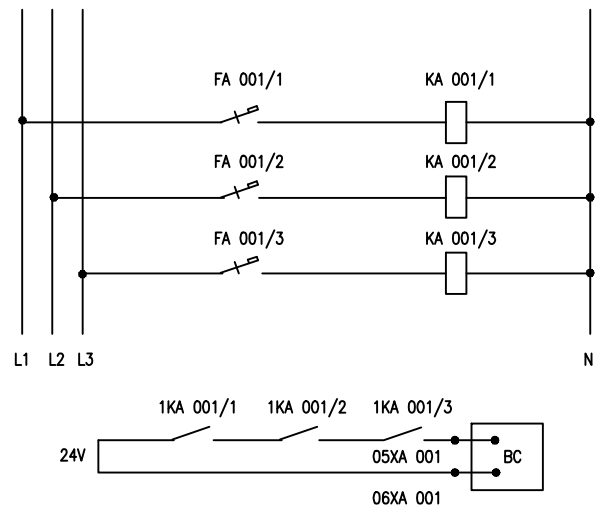 FA 001/1 KA 001/1
FA 001/2 KA 001/2
FA 001/3 KA 001/3
L1 L2 L3 N
1KA 001/1 1KA 001/2 1KA 001/3
24V 05XA 001 BC
06XA 001